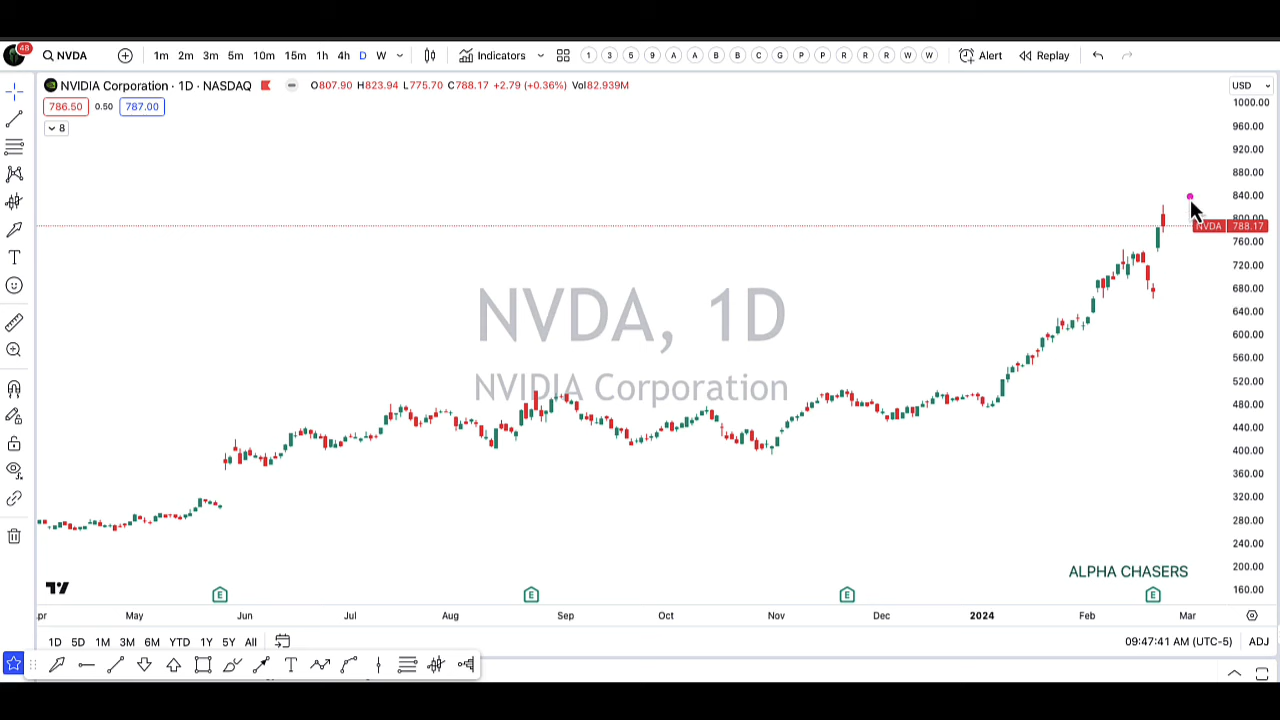 48 NVDA 1m 2m 3m 5m 10m 15m 1h 4h D W Indicators 1 3 6 9 A A B B C G P P R R R W W Alert Replay
NVIDIA Corporation · 1D · NASDAQ O807.90 H823.94 L775.70 C788.17 +2.79 (+0.36%) Vol82.939M USD
786.50 0.50 787.00
8
1000.00
960.00
920.00
880.00
840.00
800.00
NVDA 788.17
760.00
720.00
680.00
640.00
600.00
560.00
520.00
480.00
440.00
400.00
360.00
320.00
280.00
240.00
200.00
160.00
NVDA, 1D
NVIDIA Corporation
ALPHA CHASERS
E E E E
pr May Jun Jul Aug Sep Oct Nov Dec 2024 Feb Mar
1D 5D 1M 3M 6M YTD 1Y 5Y All 09:47:41 AM (UTC-5) ADJ